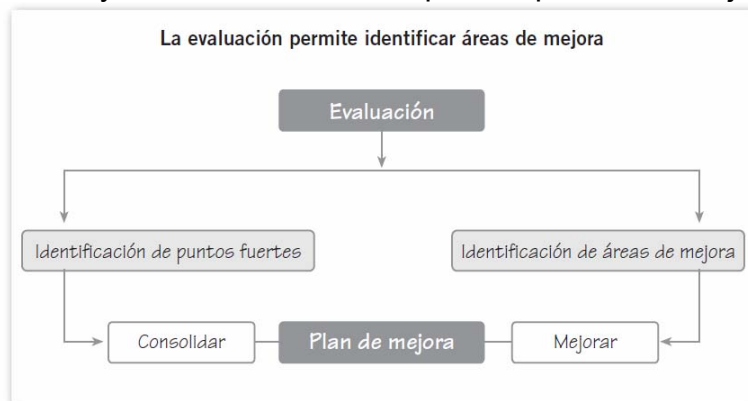 La evaluación permite identificar áreas de mejora
Evaluación
Identificación de puntos fuertes
Identificación de áreas de mejora
Consolidar
Plan de mejora
Mejorar